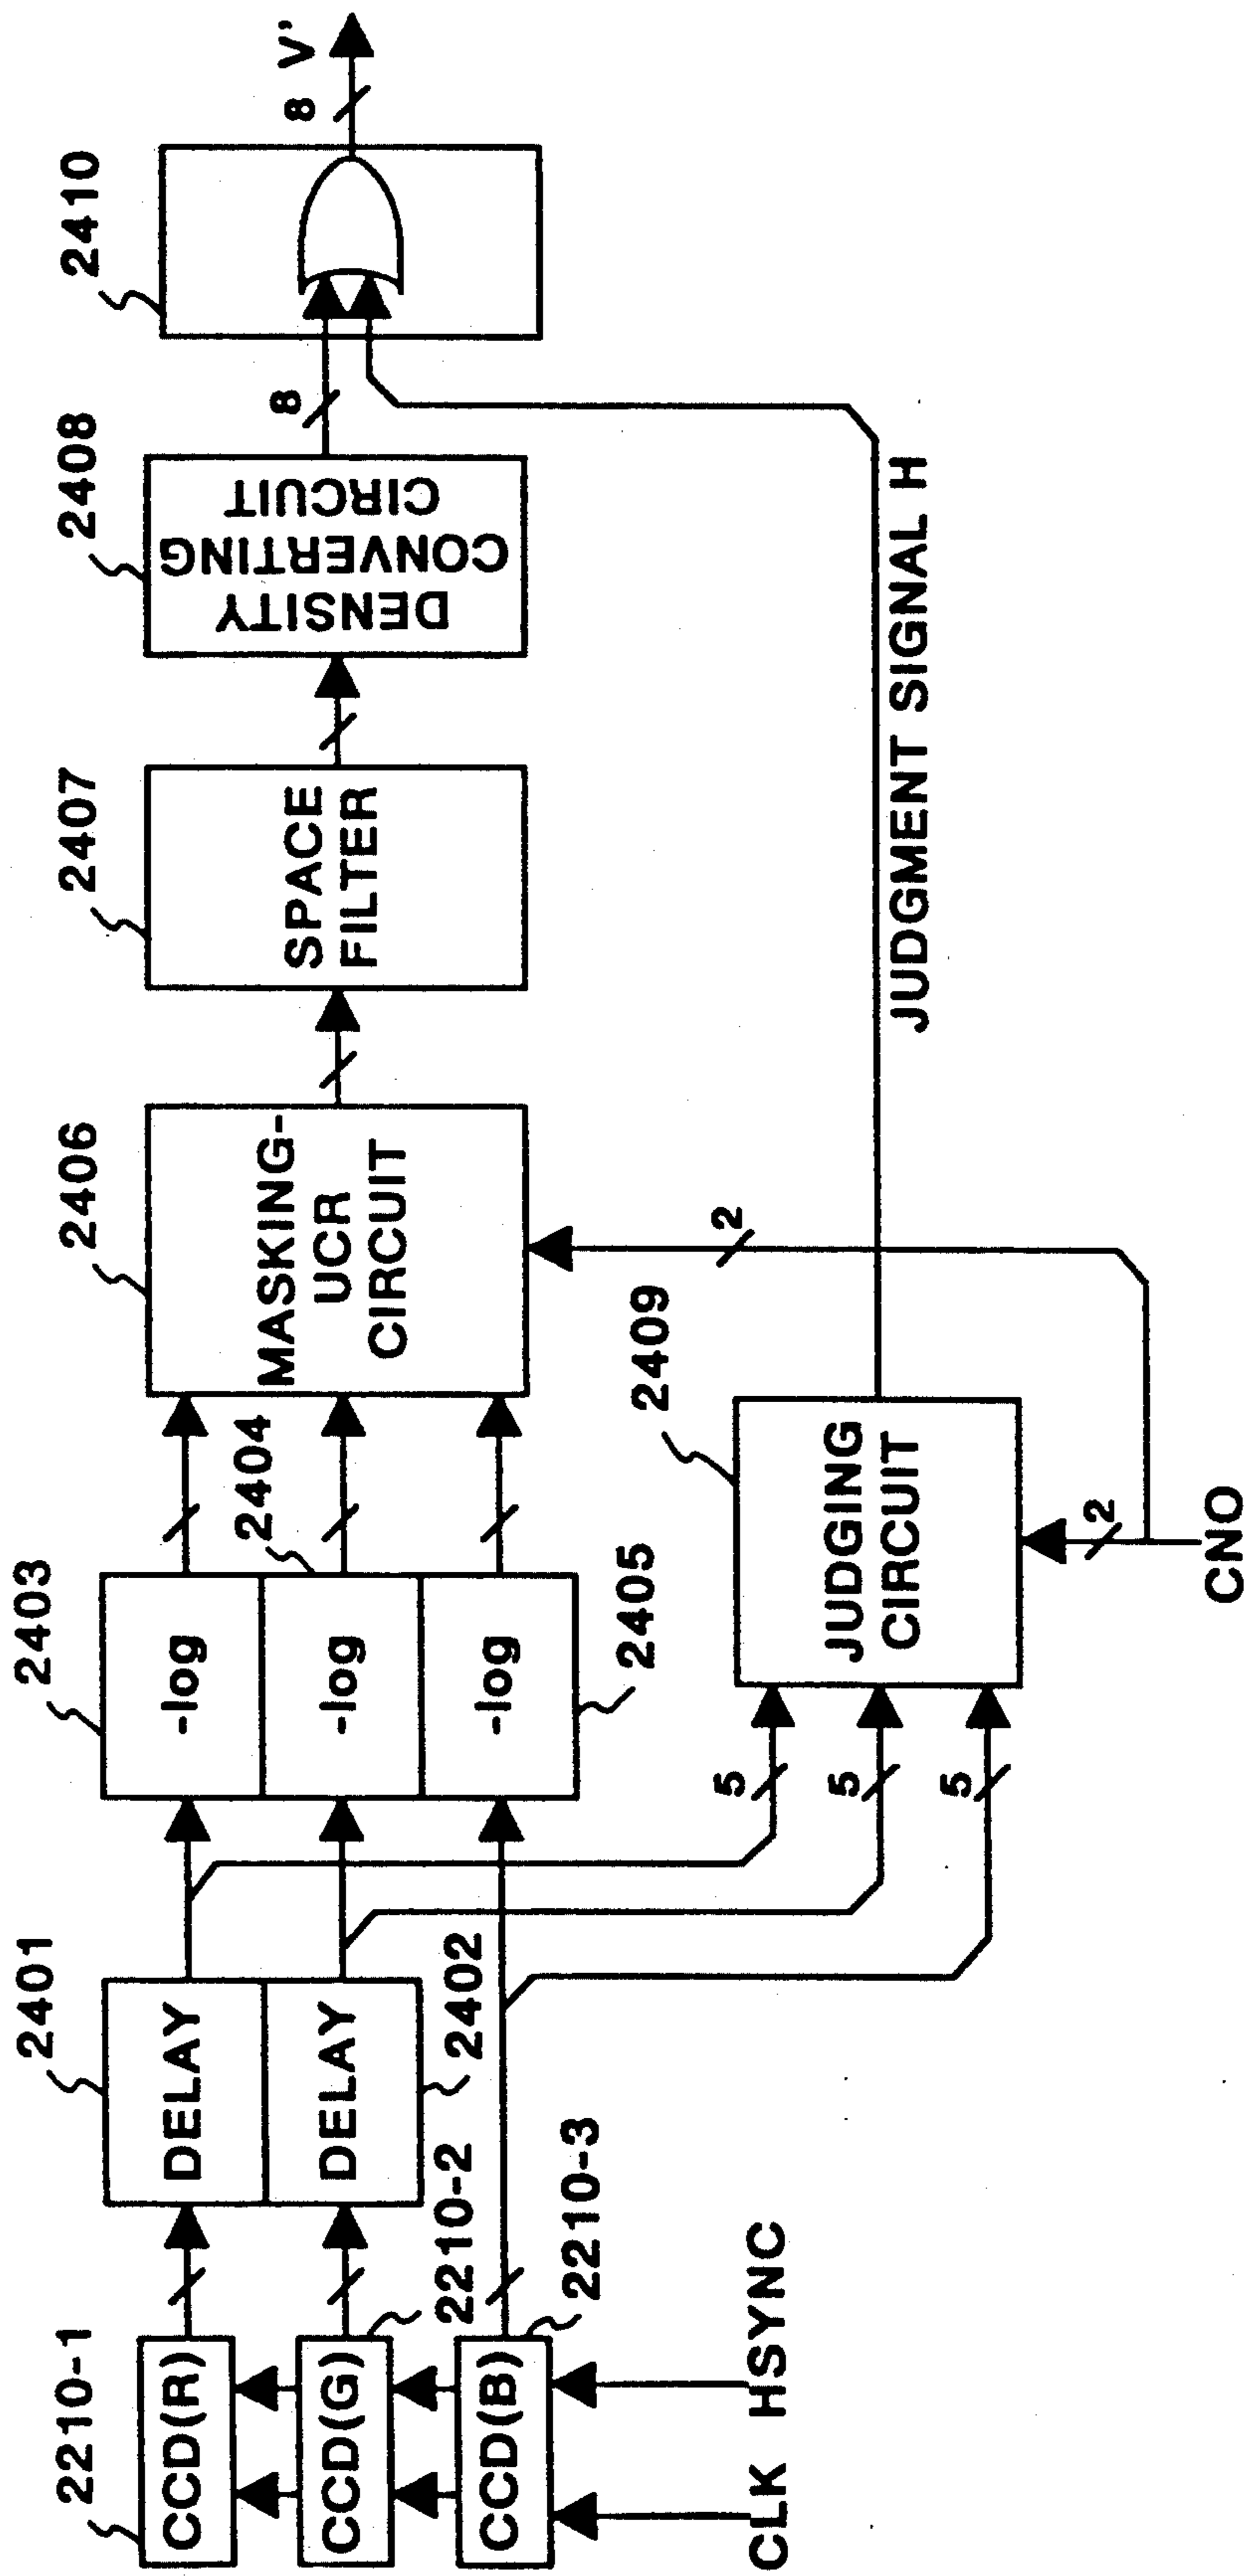 2210-1
CCD(R)
CCD(G)
2210-2
CCD(B)
2210-3
CLK HSYNC
2401
DELAY
DELAY
2402
2403
-log
2404
-log
-log
2405
2406
MASKING-
UCR
CIRCUIT
2
2407
SPACE
FILTER
2408
DENSITY
CONVERTING
CIRCUIT
8
2410
8
V'
5
5
5
2409
JUDGING
CIRCUIT
2
CNO
JUDGMENT SIGNAL H